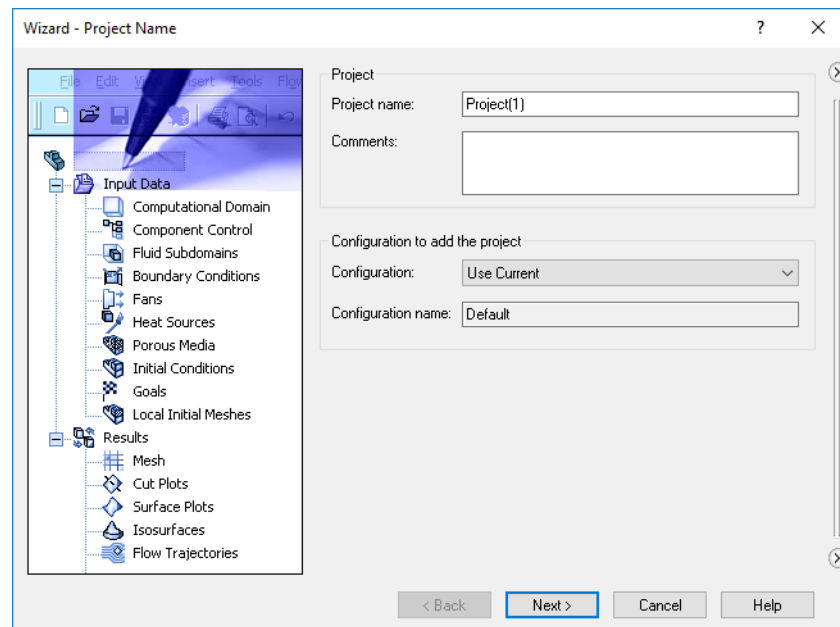 Wizard - Project Name
?
File Edit View Insert Tools Flow
Project
Project name:
Project(1)
Comments:
Input Data
Computational Domain
Component Control
Fluid Subdomains
Boundary Conditions
Fans
Heat Sources
Porous Media
Initial Conditions
Goals
Local Initial Meshes
Results
Mesh
Cut Plots
Surface Plots
Isosurfaces
Flow Trajectories
Configuration to add the project
Configuration:
Use Current
Configuration name:
Default
< Back
Next >
Cancel
Help